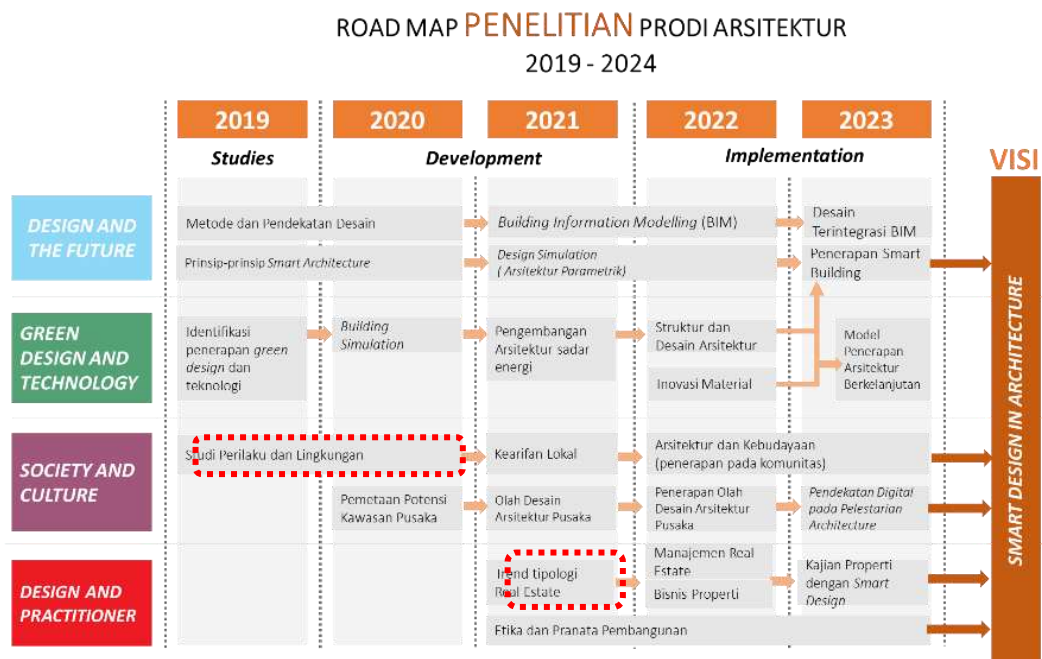 ROAD MAP PENELITIAN PRODI ARSITEKTUR
2019 - 2024
2019
2020
2021
2022
2023
Studies
Development
Implementation
VISI
DESIGN AND
THE FUTURE
Metode dan Pendekatan Desain
Building Information Modelling (BIM)
Desain
Terintegrasi BIM
Prinsip-prinsip Smart Architecture
Design Simulation
( Arsitektur Parametrik)
Penerapan Smart
Building
GREEN
DESIGN AND
TECHNOLOGY
Identifikasi
penerapan green
design dan
teknologi
Building
Simulation
Pengembangan
Arsitektur sadar
energi
Struktur dan
Desain Arsitektur
Inovasi Material
Model
Penerapan
Arsitektur
Berkelanjutan
SOCIETY AND
CULTURE
Studi Perilaku dan Lingkungan
Kearifan Lokal
Arsitektur dan Kebudayaan
(penerapan pada komunitas)
Pemetaan Potensi
Kawasan Pusaka
Olah Desain
Arsitektur Pusaka
Penerapan Olah
Desain Arsitektur
Pusaka
Pendekatan Digital
pada Pelestarian
Architecture
DESIGN AND
PRACTITIONER
Trend tipologi
Real Estate
Manajemen Real
Estate
Bisnis Properti
Kajian Properti
dengan Smart
Design
Etika dan Pranata Pembangunan
SMART DESIGN IN ARCHITECTURE